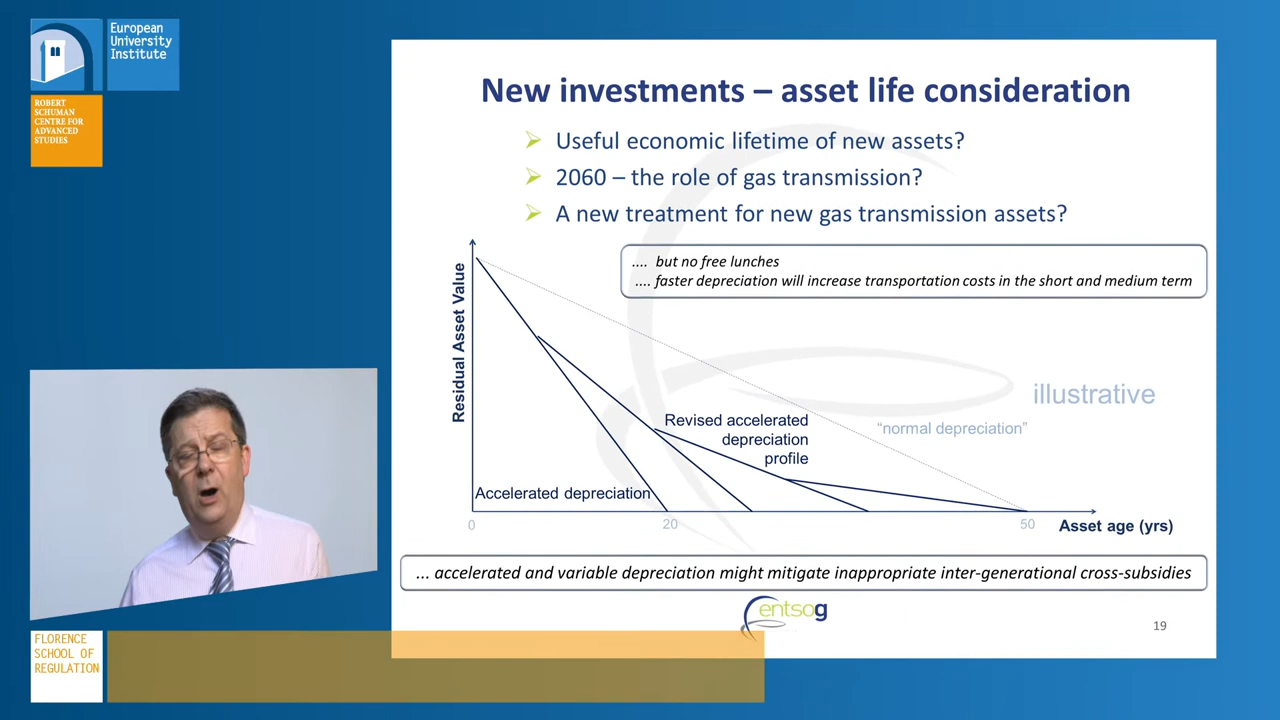 European
University
Institute
ROBERT
SCHUMAN
CENTRE FOR
ADVANCED
STUDIES
New investments – asset life consideration
Useful economic lifetime of new assets?
2060 – the role of gas transmission?
A new treatment for new gas transmission assets?
.... but no free lunches
.... faster depreciation will increase transportation costs in the short and medium term
Residual Asset Value
illustrative
"normal depreciation"
Revised accelerated
depreciation
profile
Accelerated depreciation
0
20
50
Asset age (yrs)
... accelerated and variable depreciation might mitigate inappropriate inter-generational cross-subsidies
entsog
19
FLORENCE
SCHOOL OF
REGULATION